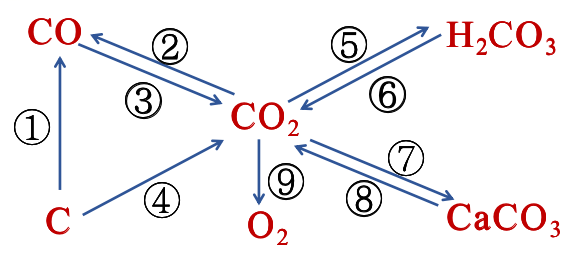 CO ② ⑤ H₂CO₃
③ ⑥
① CO₂
④ ⑨ ⑦
⑧
C O₂ CaCO₃